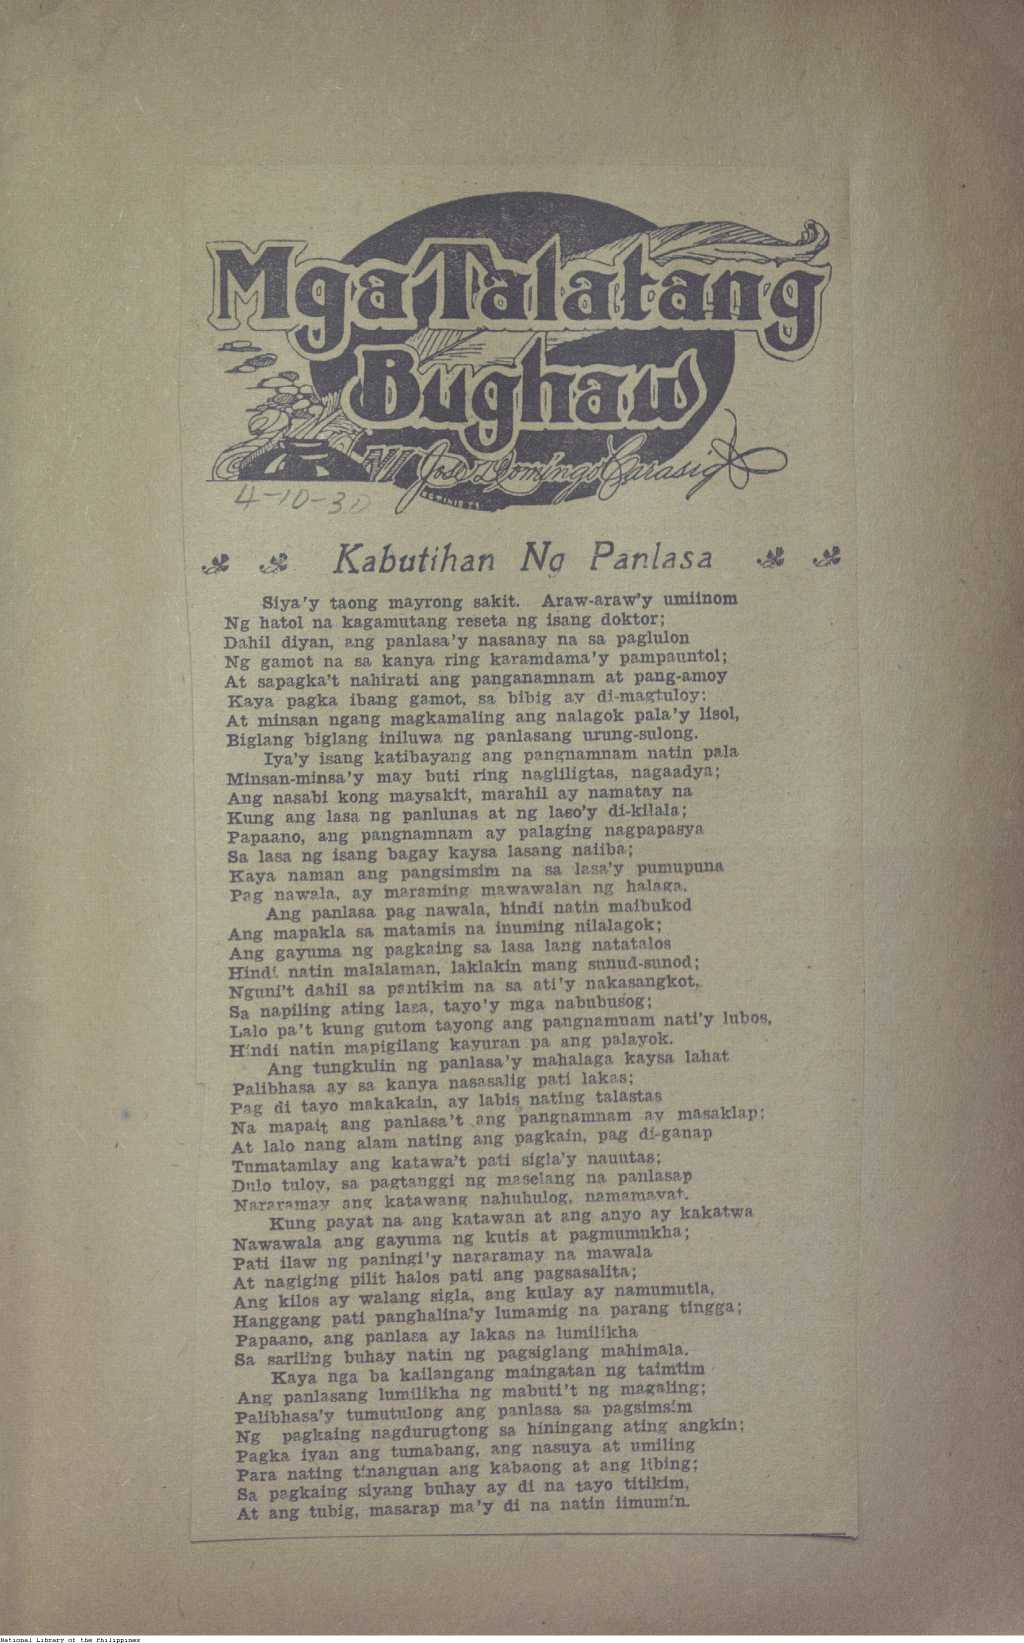 Mga Talatang
Bughaw
NI Jose Domingo Carasig
4-10-30
Kabutihan Ng Panlasa
Siya'y taong mayrong sakit. Araw-araw'y umiinom
Ng hatol na kagamutang reseta ng isang doktor;
Dahil diyan, ang panlasa'y nasanay na sa paglulon
Ng gamot na sa kanya ring karamdama'y pampauntol;
At sapagka't nahirati ang panganamnam at pang-amoy
Kaya pagka ibang gamot, sa bibig ay di-magtuloy;
At minsan ngang magkamaling ang nalagok pala'y lisol,
Biglang biglang iniluwa ng panlasang urung-sulong.
Iya'y isang katibayang ang pangnamnam natin pala
Minsan-minsa'y may buti ring nagliligtas, nagaadya;
Ang nasabi kong maysakit, marahil ay namatay na
Kung ang lasa ng panlunas at ng laso'y di-kilala;
Papaano, ang pangnamnam ay palaging nagpapasya
Sa lasa ng isang bagay kaysa lasang naiiba;
Kaya naman ang pangsimsim na sa lasa'y pumupuna
Pag nawala, ay maraming mawawalan ng halaga.
Ang panlasa pag nawala, hindi natin maibukod
Ang mapakla sa matamis na inuming nilalagok;
Ang gayuma ng pagkaing sa lasa lang natatalos
Hindi natin malalaman, laklakin mang sunud-sunod;
Nguni't dahil sa pantikim na sa ati'y nakasangkot,
Sa napiling ating lasa, tayo'y mga nabubusog;
Lalo pa't kung gutom tayong ang pangnamnam nati'y lubos,
Hindi natin mapigilang kayuran pa ang palayok.
Ang tungkulin ng panlasa'y mahalaga kaysa lahat
Palibhasa ay sa kanya nasasalig pati lakas;
Pag di tayo makakain, ay labis nating talastas
Na mapait ang panlasa't ang pangnamnam ay masaklap;
At lalo nang alam nating ang pagkain, pag di-ganap
Tumatamlay ang katawa't pati sigla'y nauutas;
Dulo tuloy, sa pagtanggi ng maselang na panlasap
Nararamay ang katawang nahuhulog, namamayat.
Kung payat na ang katawan at ang anyo ay kakatwa
Nawawala ang gayuma ng kutis at pagmumukha;
Pati ilaw ng paningi'y nararamay na mawala
At nagiging pilit halos pati ang pagsasalita;
Ang kilos ay walang sigla, ang kulay ay namumutla,
Hanggang pati panghalina'y lumamig na parang tingga;
Papaano, ang panlasa ay lakas na lumilikha
Sa sariling buhay natin ng pagsiglang mahimala.
Kaya nga ba kailangang maingatan ng taimtim
Ang panlasang lumilikha ng mabuti't ng magaling;
Palibhasa'y tumutulong ang panlasa sa pagsimsim
Ng pagkaing nagdurugtong sa hiningang ating angkin;
Pagka iyan ang tumabang, ang nasuya at umiling
Para nating tinanguan ang kabaong at ang libing;
Sa pagkaing siyang buhay ay di na tayo titikim,
At ang tubig, masarap ma'y di na natin iimumin.
National Library of the Philippines